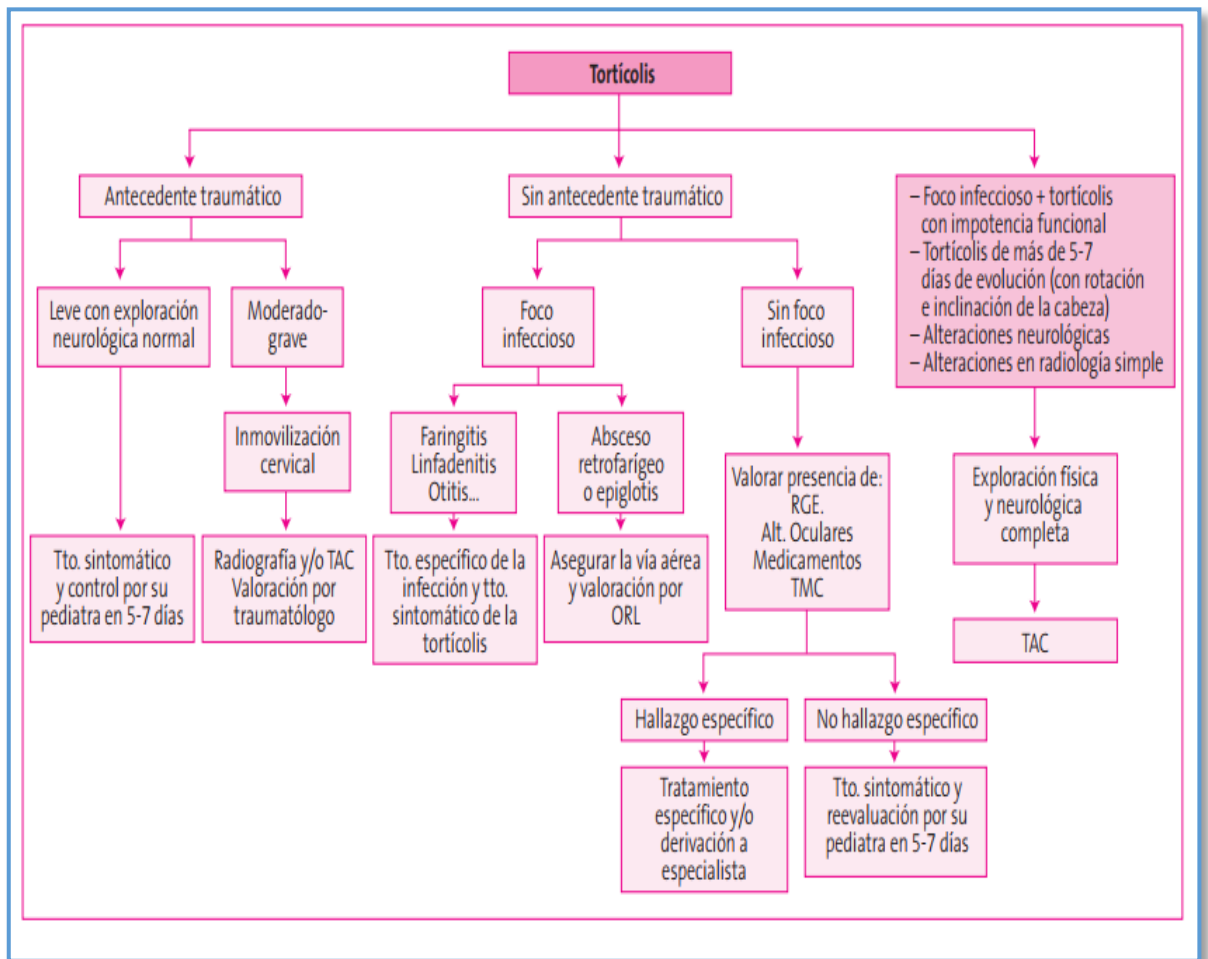 Tortícolis
Antecedente traumático
Sin antecedente traumático
– Foco infeccioso + tortícolis
con impotencia funcional
– Tortícolis de más de 5-7
días de evolución (con rotación
e inclinación de la cabeza)
– Alteraciones neurológicas
– Alteraciones en radiología simple
Leve con exploración
neurológica normal
Moderado-
grave
Foco
infeccioso
Sin foco
infeccioso
Inmovilización
cervical
Faringitis
Linfadenitis
Otitis...
Absceso
retrofarígeo
o epiglotis
Valorar presencia de:
RGE.
Alt. Oculares
Medicamentos
TMC
Exploración física
y neurológica
completa
Tto. sintomático
y control por su
pediatra en 5-7 días
Radiografía y/o TAC
Valoración por
traumatólogo
Tto. específico de la
infección y tto.
sintomático de la
tortícolis
Asegurar la vía aérea
y valoración por
ORL
TAC
Hallazgo específico
No hallazgo específico
Tratamiento
específico y/o
derivación a
especialista
Tto. sintomático y
reevaluación por su
pediatra en 5-7 días